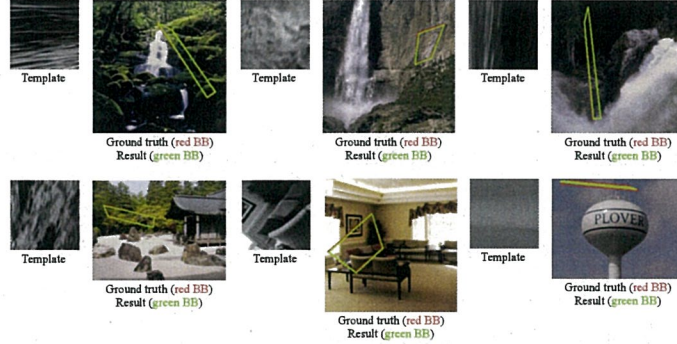 Template
Ground truth (red BB)
Result (green BB)
Template
Ground truth (red BB)
Result (green BB)
Template
Ground truth (red BB)
Result (green BB)
Template
Ground truth (red BB)
Result (green BB)
Template
Ground truth (red BB)
Result (green BB)
PLOVER
Template
Ground truth (red BB)
Result (green BB)